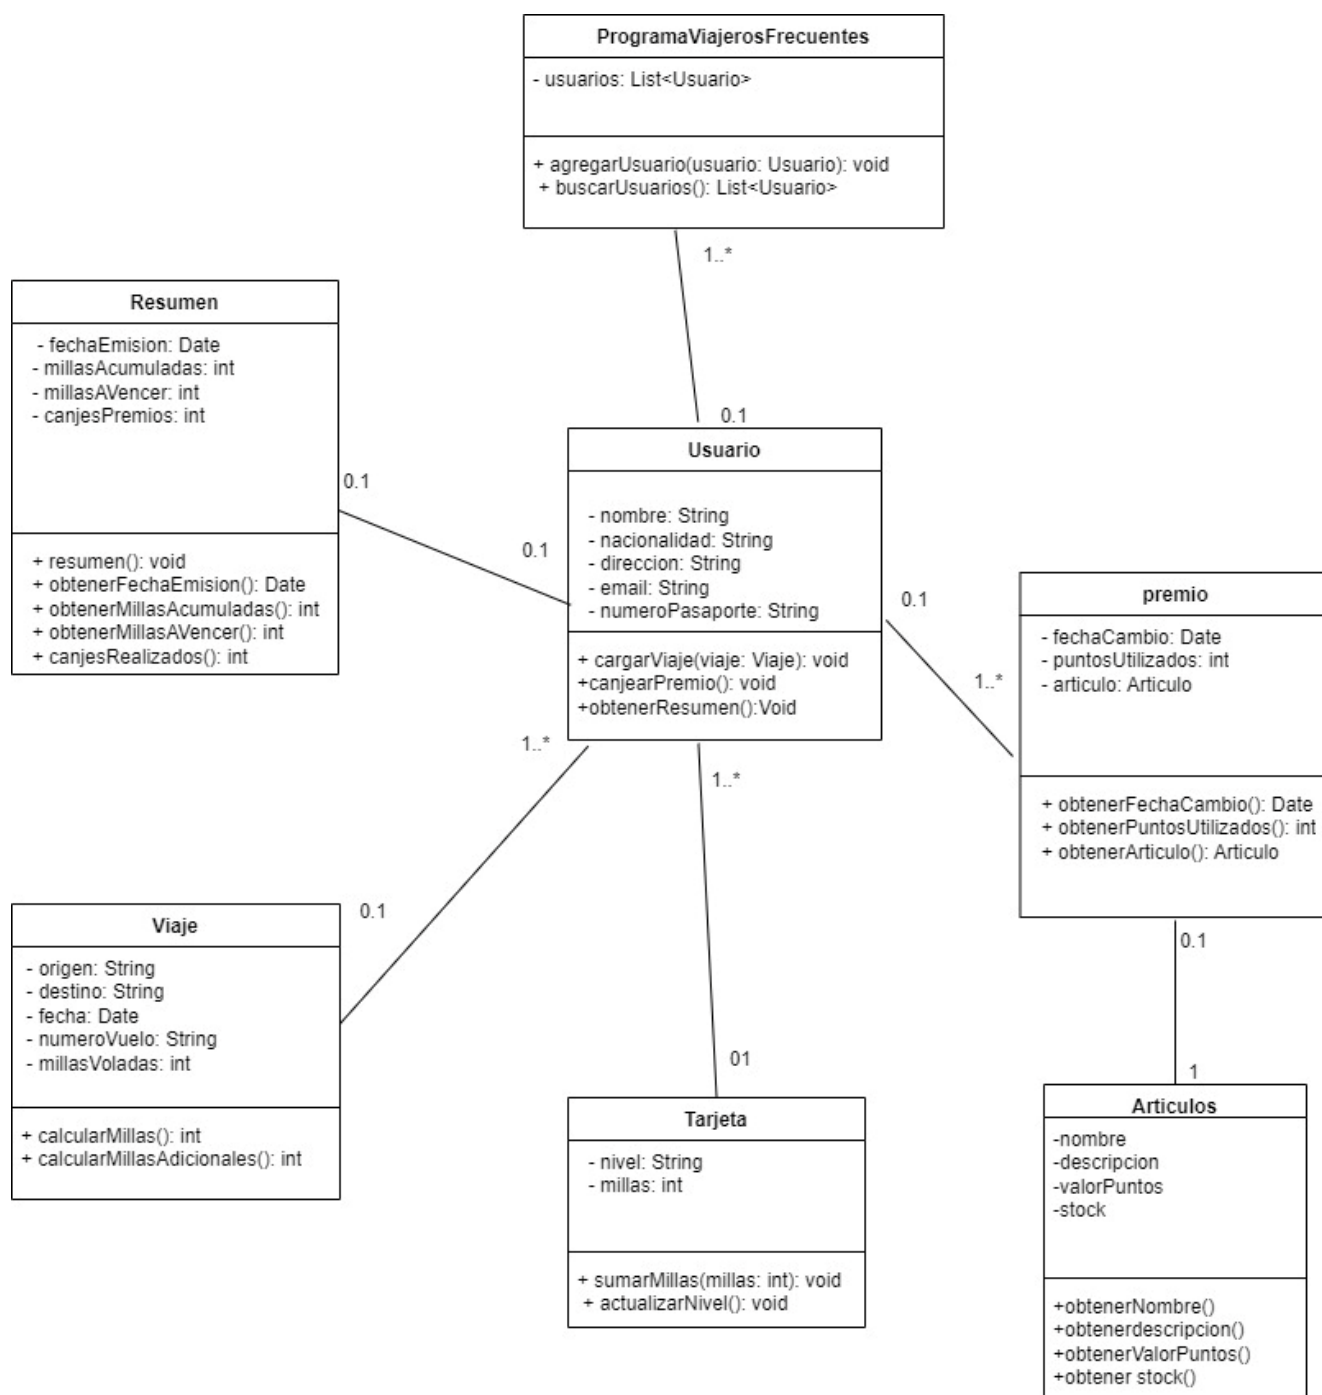 ProgramaViajerosFrecuentes
- usuarios: List<Usuario>
+ agregarUsuario(usuario: Usuario): void
+ buscarUsuarios(): List<Usuario>
1..*
0.1
Resumen
- fechaEmision: Date
- millasAcumuladas: int
- millasAVencer: int
- canjesPremios: int
+ resumen(): void
+ obtenerFechaEmision(): Date
+ obtenerMillasAcumuladas(): int
+ obtenerMillasAVencer(): int
+ canjesRealizados(): int
0.1
0.1
Usuario
- nombre: String
- nacionalidad: String
- direccion: String
- email: String
- numeroPasaporte: String
+ cargarViaje(viaje: Viaje): void
+canjearPremio(): void
+obtenerResumen():Void
0.1
1..*
premio
- fechaCambio: Date
- puntosUtilizados: int
- articulo: Articulo
+ obtenerFechaCambio(): Date
+ obtenerPuntosUtilizados(): int
+ obtenerArticulo(): Articulo
1..*
0.1
1..*
01
0.1
1
Viaje
- origen: String
- destino: String
- fecha: Date
- numeroVuelo: String
- millasVoladas: int
+ calcularMillas(): int
+ calcularMillasAdicionales(): int
Tarjeta
- nivel: String
- millas: int
+ sumarMillas(millas: int): void
+ actualizarNivel(): void
Articulos
-nombre
-descripcion
-valorPuntos
-stock
+obtenerNombre()
+obtenerdescripcion()
+obtenerValorPuntos()
+obtener stock()